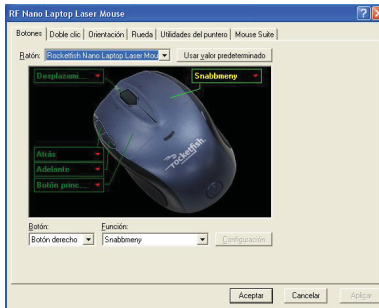 RF Nano Laptop Laser Mouse
Botones Doble clic Orientación Rueda Utilidades del puntero Mouse Suite
Ratón: Rocketfish Nano Laptop Laser Mou Usar valor predeterminado
Desplazami... Snabbmeny
rocketfish
Atrás
Adelante
Botón princ...
Botón: Función:
Botón derecho Snabbmeny Configuración
Aceptar Cancelar Aplicar